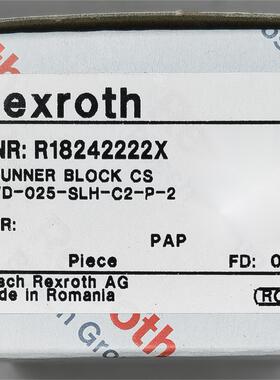 exroth
NR: R18242222X
UNNER BLOCK CS
D-025-SLH-C2-P-2
R:
PAP
Piece FD: 0
sch Rexroth AG
de in Romania